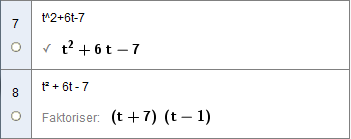 7
t^2+6t-7
✓ t² + 6 t − 7
8
t² + 6t - 7
Faktoriser: (t + 7) (t − 1)